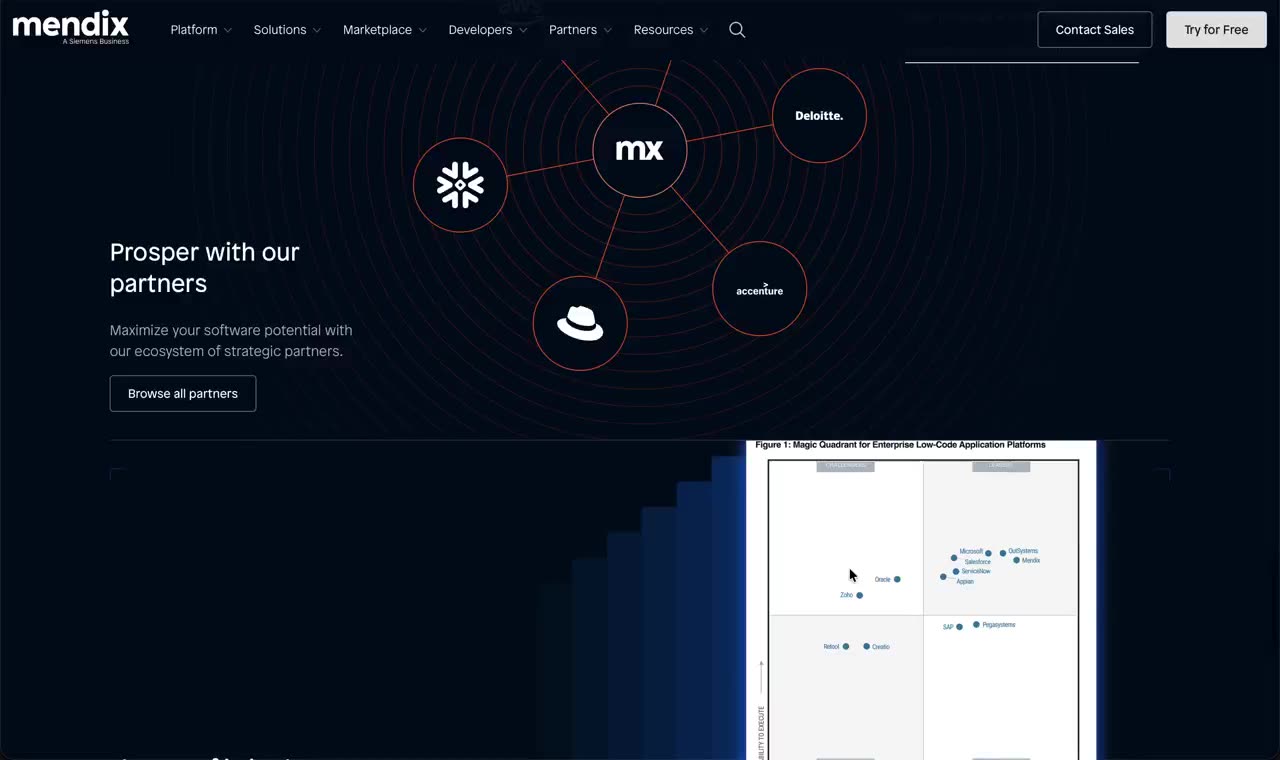 mendix
A Siemens Business
Platform
Solutions
Marketplace
Developers
Partners
Resources
Contact Sales
Try for Free
aws
mx
Deloitte.
accenture
Prosper with our
partners
Maximize your software potential with
our ecosystem of strategic partners.
Browse all partners
Figure 1: Magic Quadrant for Enterprise Low-Code Application Platforms
Microsoft
OutSystems
Salesforce
Mendix
ServiceNow
Appian
Oracle
Zoho
SAP
Pegasystems
Retool
Creatio